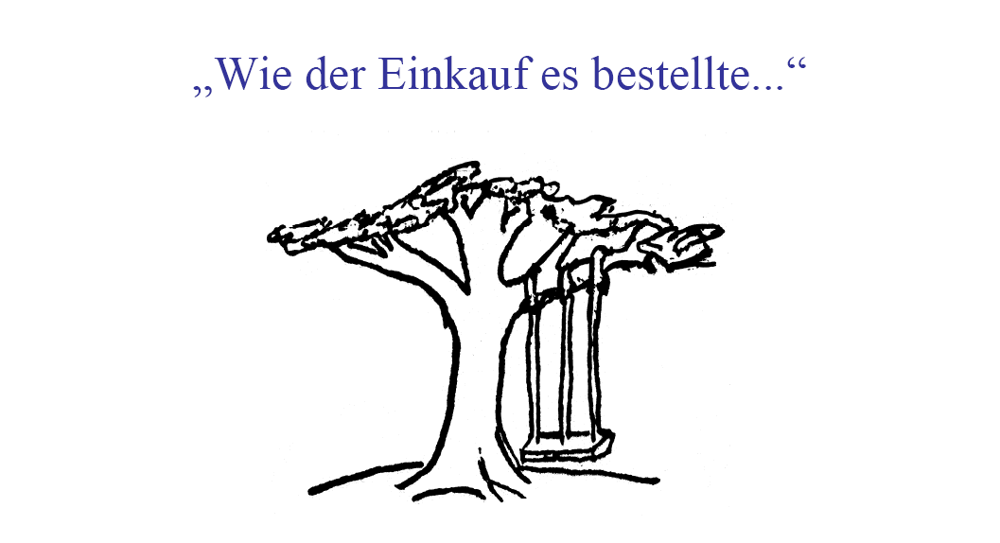 „Wie der Einkauf es bestellte...“